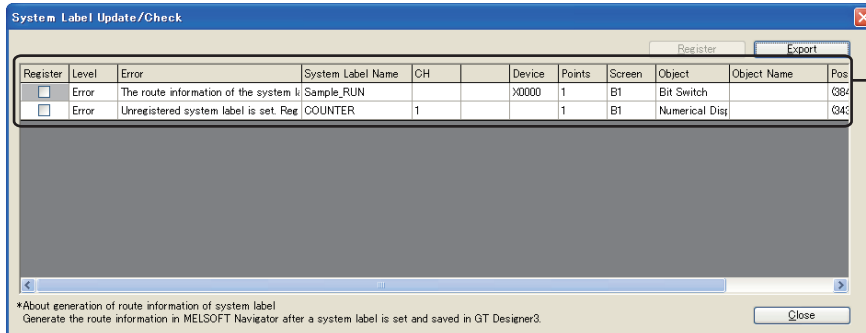 System Label Update/Check
Register Export
Register Level Error System Label Name CH Device Points Screen Object Object Name Pos
Error The route information of the system Sample_RUN X0000 1 B1 Bit Switch (384
Error Unregistered system label is set. Reg COUNTER 1 1 B1 Numerical Disp (343
*About generation of route information of system label
Generate the route information in MELSOFT Navigator after a system label is set and saved in GT Designer3.
Close